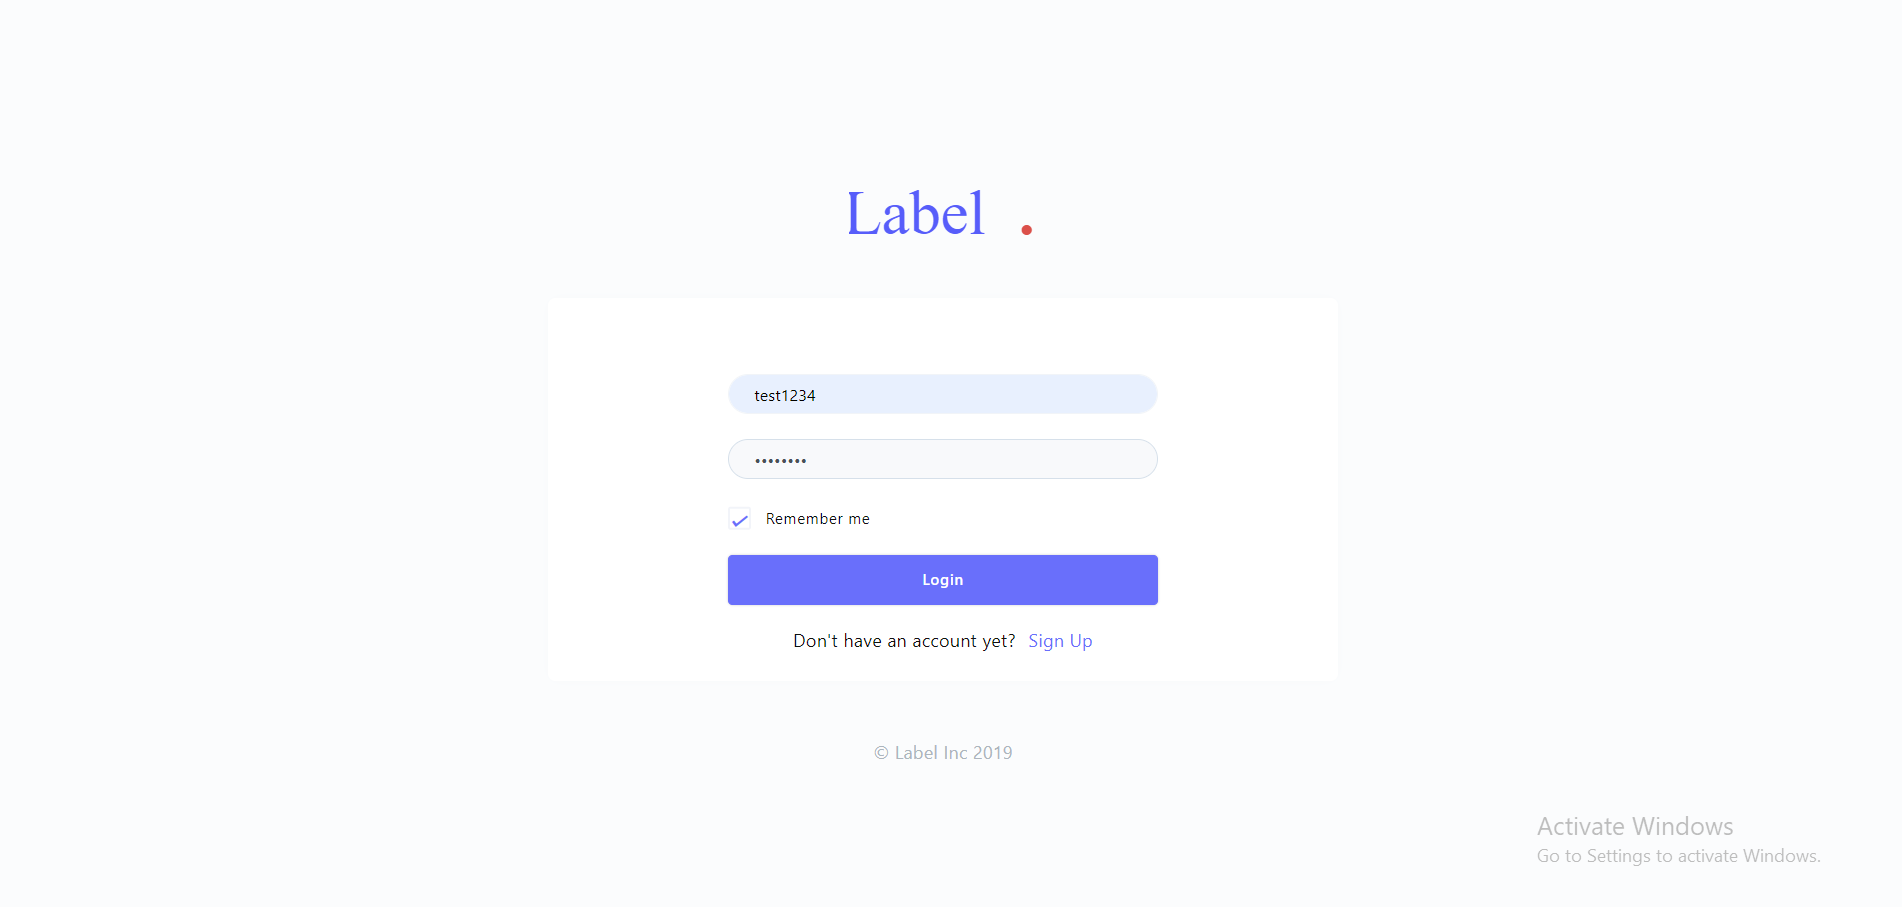 Label .
test1234
••••••••
Remember me
Login
Don't have an account yet? Sign Up
© Label Inc 2019
Activate Windows
Go to Settings to activate Windows.